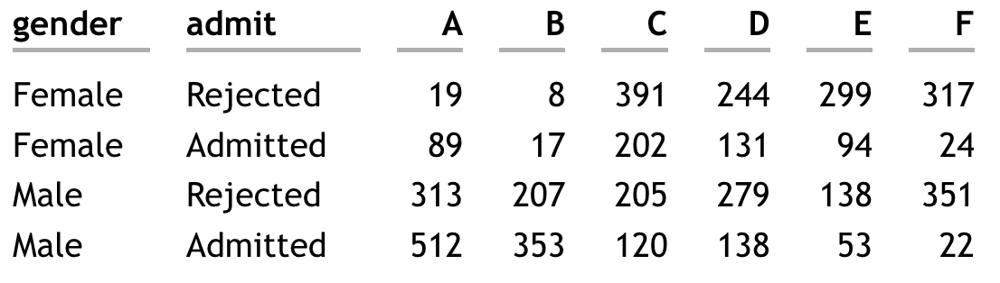 gender admit A B C D E F
Female Rejected 19 8 391 244 299 317
Female Admitted 89 17 202 131 94 24
Male Rejected 313 207 205 279 138 351
Male Admitted 512 353 120 138 53 22